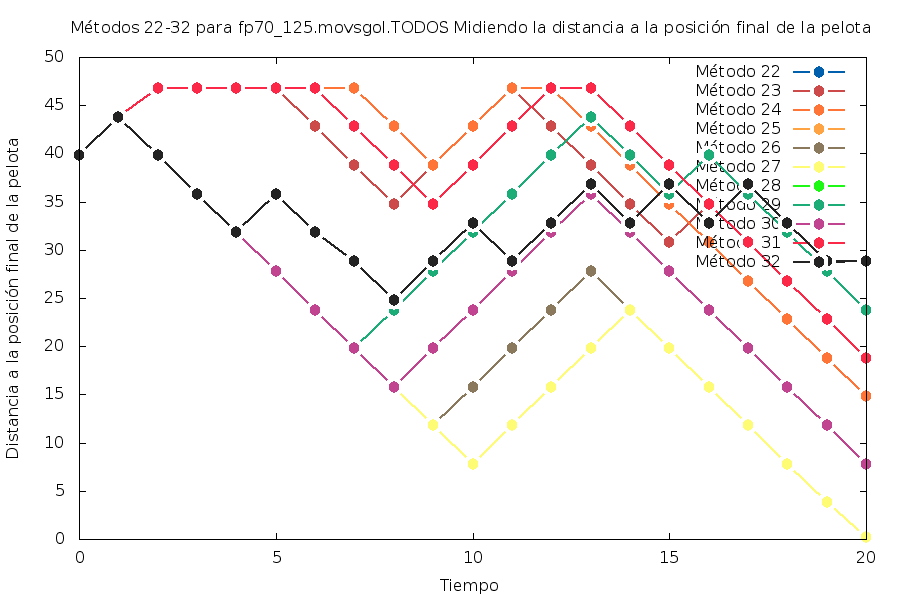 Métodos 22-32 para fp70_125.movsgol.TODOS Midiendo la distancia a la posición final de la pelota
50
45
40
35
30
25
20
15
10
5
0
Distancia a la posición final de la pelota
Método 22
Método 23
Método 24
Método 25
Método 26
Método 27
Método 28
Método 29
Método 30
Método 31
Método 32
0 5 10 15 20
Tiempo